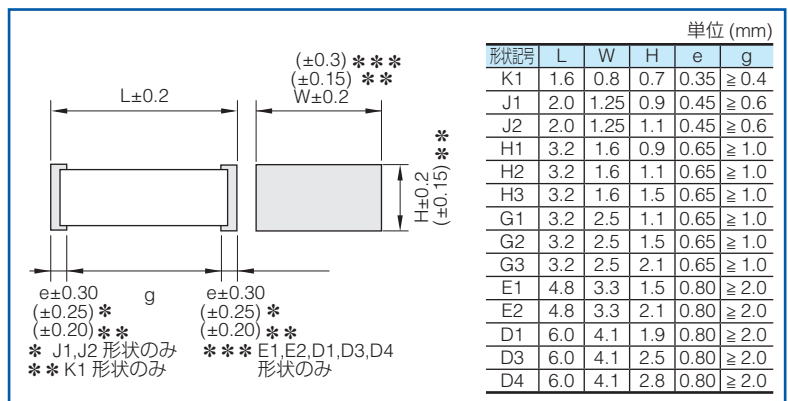 単位 (mm)
(±0.3) ＊＊＊
(±0.15) ＊＊
W±0.2
L±0.2
H±0.2
(±0.15) ＊＊
e±0.30
(±0.25) ＊
(±0.20) ＊＊
g
e±0.30
(±0.25) ＊
(±0.20) ＊＊
＊ J1,J2 形状のみ
＊＊ K1 形状のみ
＊＊＊ E1,E2,D1,D3,D4
形状のみ
形状記号 L W H e g
K1 1.6 0.8 0.7 0.35 ≧ 0.4
J1 2.0 1.25 0.9 0.45 ≧ 0.6
J2 2.0 1.25 1.1 0.45 ≧ 0.6
H1 3.2 1.6 0.9 0.65 ≧ 1.0
H2 3.2 1.6 1.1 0.65 ≧ 1.0
H3 3.2 1.6 1.5 0.65 ≧ 1.0
G1 3.2 2.5 1.1 0.65 ≧ 1.0
G2 3.2 2.5 1.5 0.65 ≧ 1.0
G3 3.2 2.5 2.1 0.65 ≧ 1.0
E1 4.8 3.3 1.5 0.80 ≧ 2.0
E2 4.8 3.3 2.1 0.80 ≧ 2.0
D1 6.0 4.1 1.9 0.80 ≧ 2.0
D3 6.0 4.1 2.5 0.80 ≧ 2.0
D4 6.0 4.1 2.8 0.80 ≧ 2.0